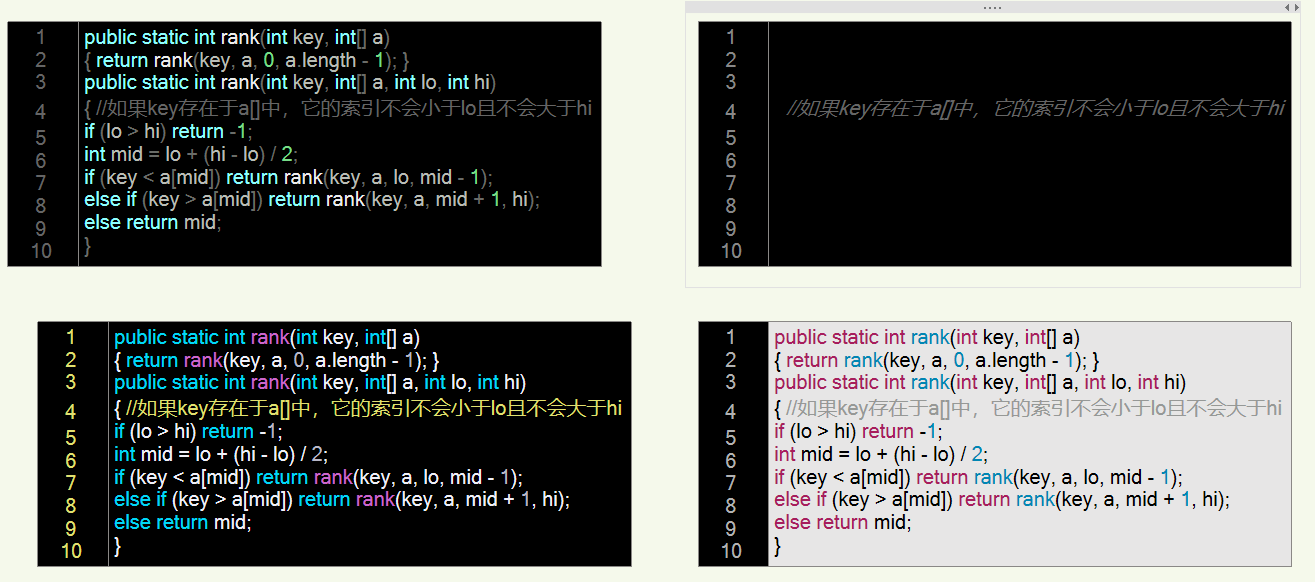 1 public static int rank(int key, int[] a)
2 { return rank(key, a, 0, a.length - 1); }
3 public static int rank(int key, int[] a, int lo, int hi)
4 { //如果key存在于a[]中，它的索引不会小于lo且不会大于hi
5 if (lo > hi) return -1;
6 int mid = lo + (hi - lo) / 2;
7 if (key < a[mid]) return rank(key, a, lo, mid - 1);
8 else if (key > a[mid]) return rank(key, a, mid + 1, hi);
9 else return mid;
10 }
1
2
3
4 //如果key存在于a[]中，它的索引不会小于lo且不会大于hi
5
6
7
8
9
10
1 public static int rank(int key, int[] a)
2 { return rank(key, a, 0, a.length - 1); }
3 public static int rank(int key, int[] a, int lo, int hi)
4 { //如果key存在于a[]中，它的索引不会小于lo且不会大于hi
5 if (lo > hi) return -1;
6 int mid = lo + (hi - lo) / 2;
7 if (key < a[mid]) return rank(key, a, lo, mid - 1);
8 else if (key > a[mid]) return rank(key, a, mid + 1, hi);
9 else return mid;
10 }
1 public static int rank(int key, int[] a)
2 { return rank(key, a, 0, a.length - 1); }
3 public static int rank(int key, int[] a, int lo, int hi)
4 { //如果key存在于a[]中，它的索引不会小于lo且不会大于hi
5 if (lo > hi) return -1;
6 int mid = lo + (hi - lo) / 2;
7 if (key < a[mid]) return rank(key, a, lo, mid - 1);
8 else if (key > a[mid]) return rank(key, a, mid + 1, hi);
9 else return mid;
10 }